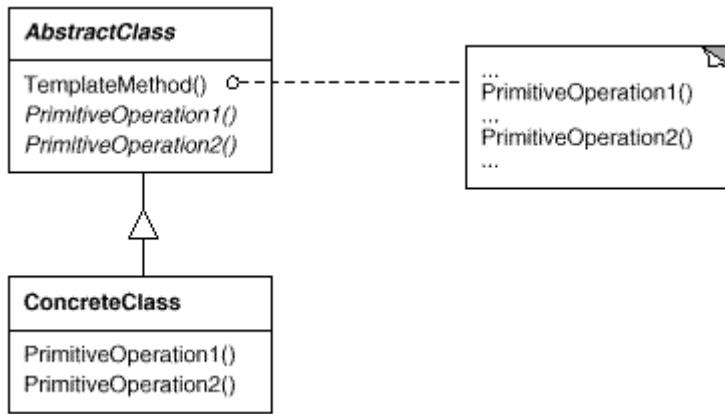 AbstractClass
TemplateMethod()
PrimitiveOperation1()
PrimitiveOperation2()
...
PrimitiveOperation1()
...
PrimitiveOperation2()
...
ConcreteClass
PrimitiveOperation1()
PrimitiveOperation2()